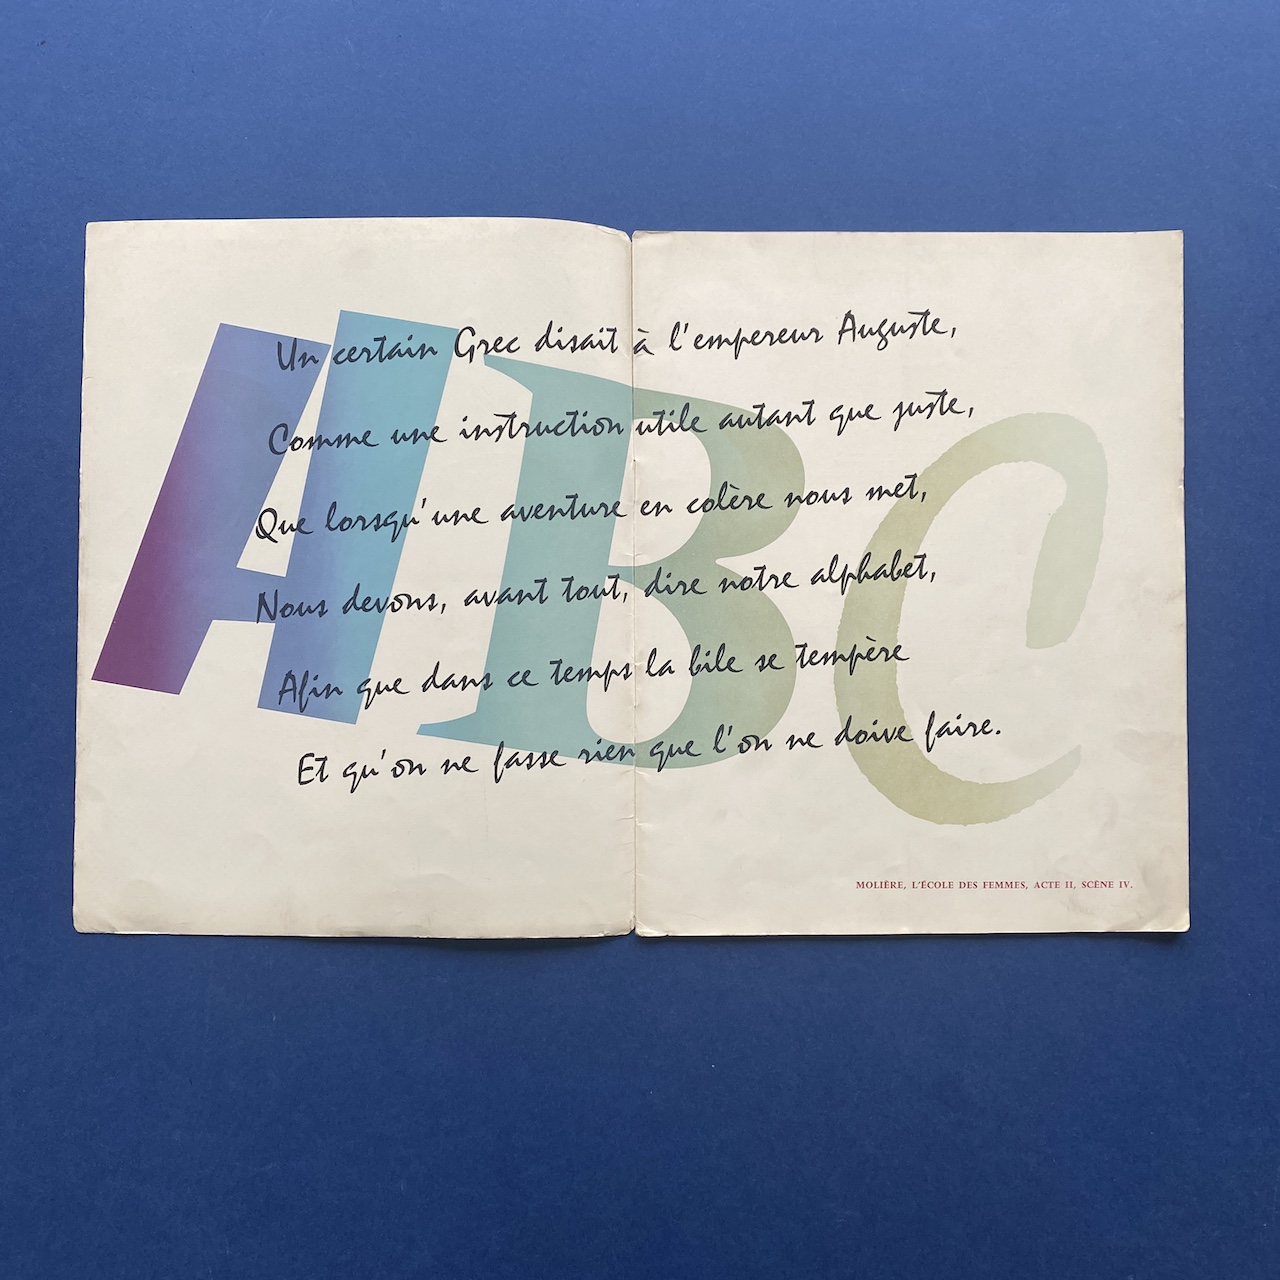 ABC
Un certain Grec disait à l'empereur Auguste,
Comme une instruction utile autant que juste,
Que lorsqu'une aventure en colère nous met,
Nous devons, avant tout, dire notre alphabet,
Afin que dans ce temps la bile se tempère
Et qu'on ne fasse rien que l'on ne doive faire.
MOLIÈRE, L'ÉCOLE DES FEMMES, ACTE II, SCÈNE IV.